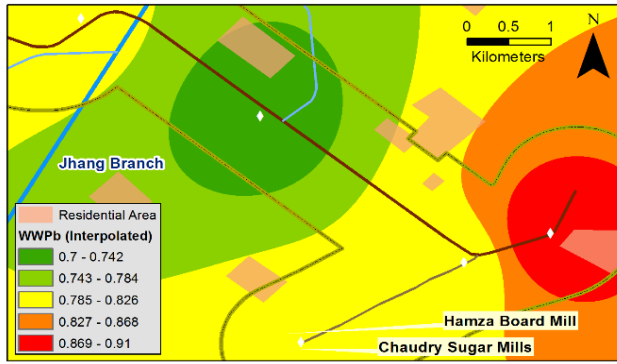 0 0.5 1
Kilometers
N
Jhang Branch
Residential Area
WWPb (Interpolated)
0.7 - 0.742
0.743 - 0.784
0.785 - 0.826
0.827 - 0.868
0.869 - 0.91
Hamza Board Mill
Chaudry Sugar Mills